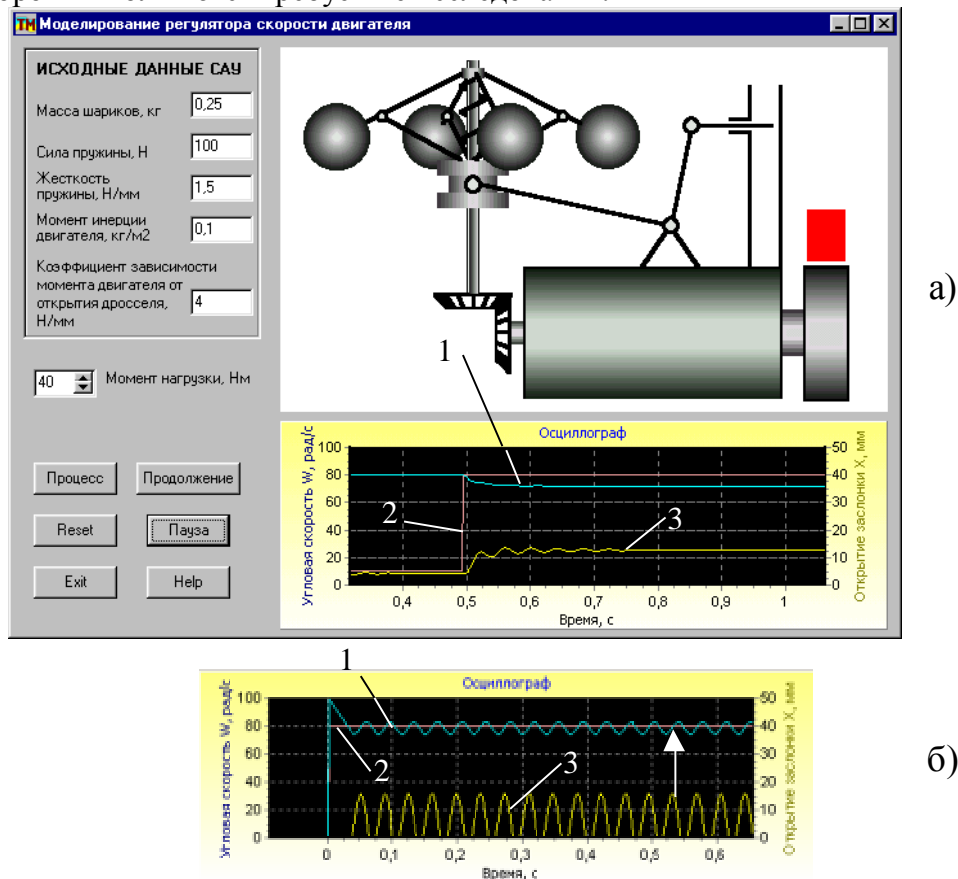 Моделирование регулятора скорости двигателя
ИСХОДНЫЕ ДАННЫЕ САУ
Масса шариков, кг 0,25
Сила пружины, Н 100
Жесткость
пружины, Н/мм 1,5
Момент инерции
двигателя, кг/м2 0,1
Коэффициент зависимости
момента двигателя от
открытия дросселя, 4
Н/мм
40 Момент нагрузки, Нм
Процесс Продолжение
Reset Пауза
Exit Help
а)
1
Осциллограф
Угловая скорость W, рад/с
100 80 60 40 20 0
2
3
50 40 30 20 10 0
Открытие заслонки X, мм
0,4 0,5 0,6 0,7 0,8 0,9 1
Время, с
1
Осциллограф
Угловая скорость W, рад/с
100 80 60 40 20 0
2
3
50 40 30 20 10 0
Открытие заслонки X, мм
0 0,1 0,2 0,3 0,4 0,5 0,6
Время, с
б)